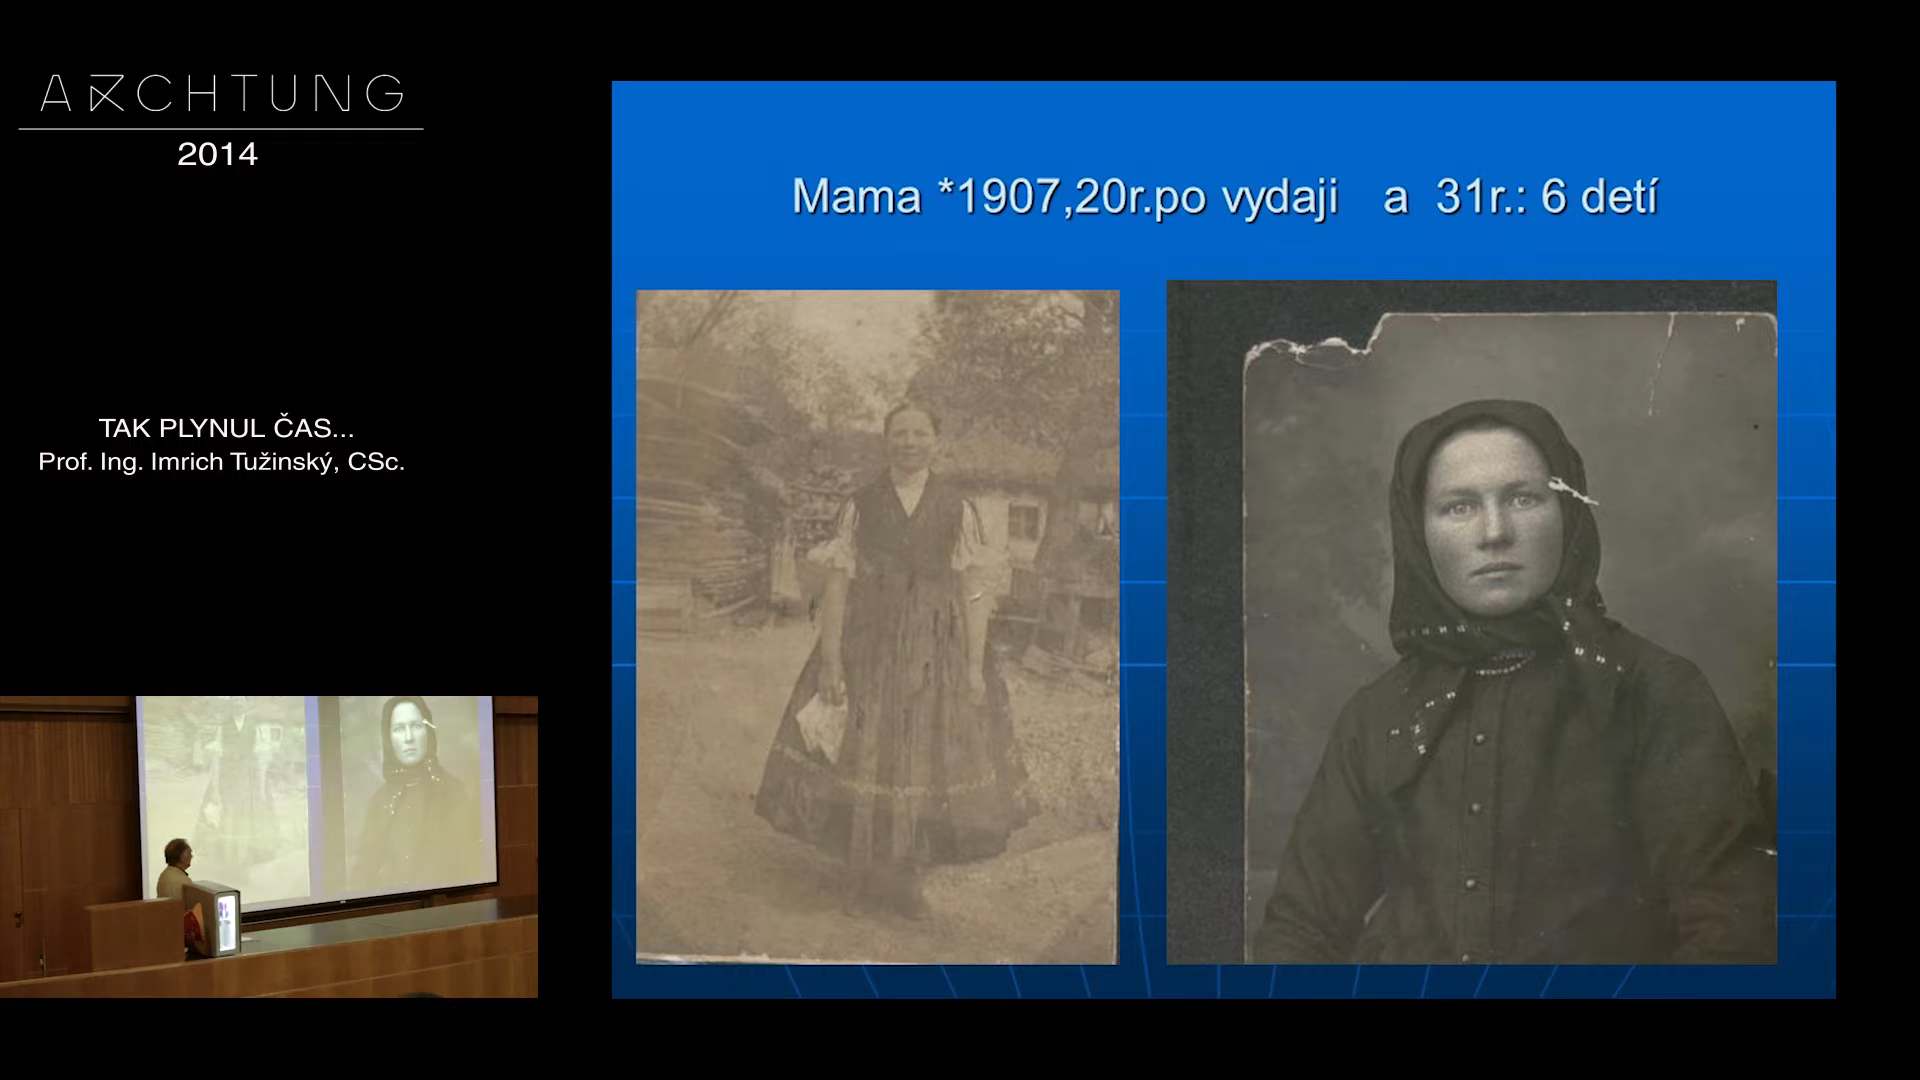 ARCHTUNG
2014
Mama *1907,20r.po vydaji a 31r.: 6 detí
TAK PLYNUL ČAS...
Prof. Ing. Imrich Tužinský, CSc.